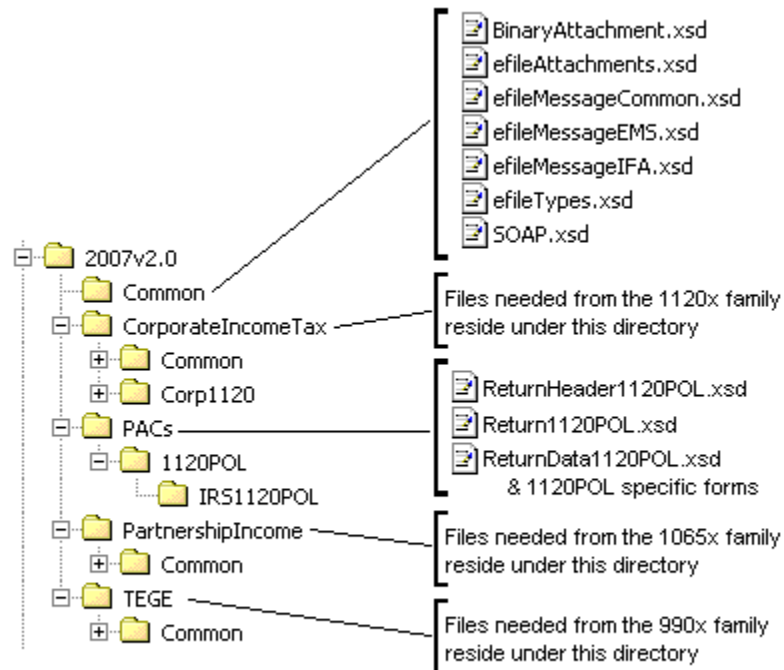 BinaryAttachment.xsd
efileAttachments.xsd
efileMessageCommon.xsd
efileMessageEMS.xsd
efileMessageIFA.xsd
efileTypes.xsd
SOAP.xsd
2007v2.0
Common
CorporateIncomeTax
Common
Corp1120
PACs
1120POL
IRS1120POL
PartnershipIncome
Common
TEGE
Common
Files needed from the 1120x family
reside under this directory
ReturnHeader1120POL.xsd
Return1120POL.xsd
ReturnData1120POL.xsd
& 1120POL specific forms
Files needed from the 1065x family
reside under this directory
Files needed from the 990x family
reside under this directory